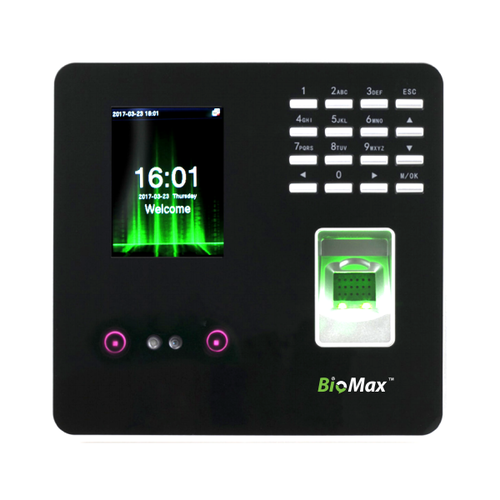 2017-03-23 16:01
16:01
2017-03-23 Thursday
Welcome
1 2ABC 3DEF ESC
4GHI 5JKL 6MNO ▲
7PQRS 8TUV 9WXYZ ▼
◄ 0 ► M/OK
BioMax™